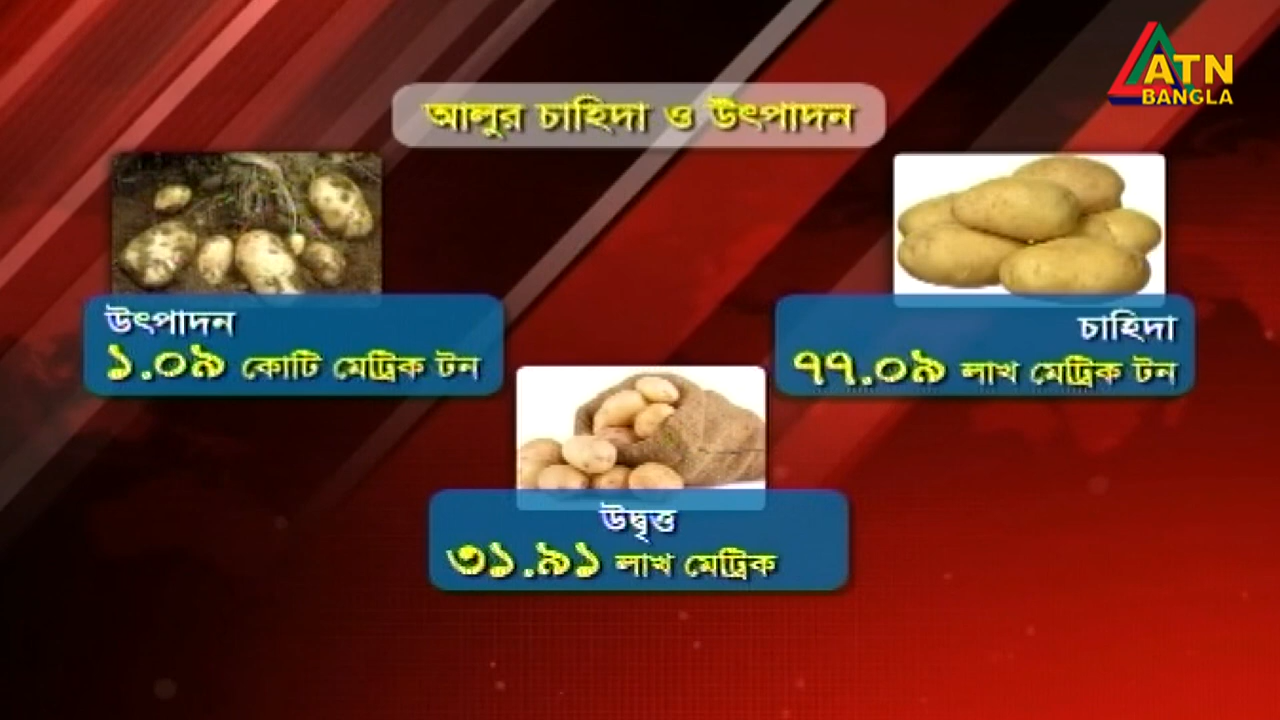 ATN
BANGLA
আলুর চাহিদা ও উৎপাদন
উৎপাদন
১.০৯ কোটি মেট্রিক টন
চাহিদা
৭৭.০৯ লাখ মেট্রিক টন
উদ্বৃত্ত
৩১.৯১ লাখ মেট্রিক